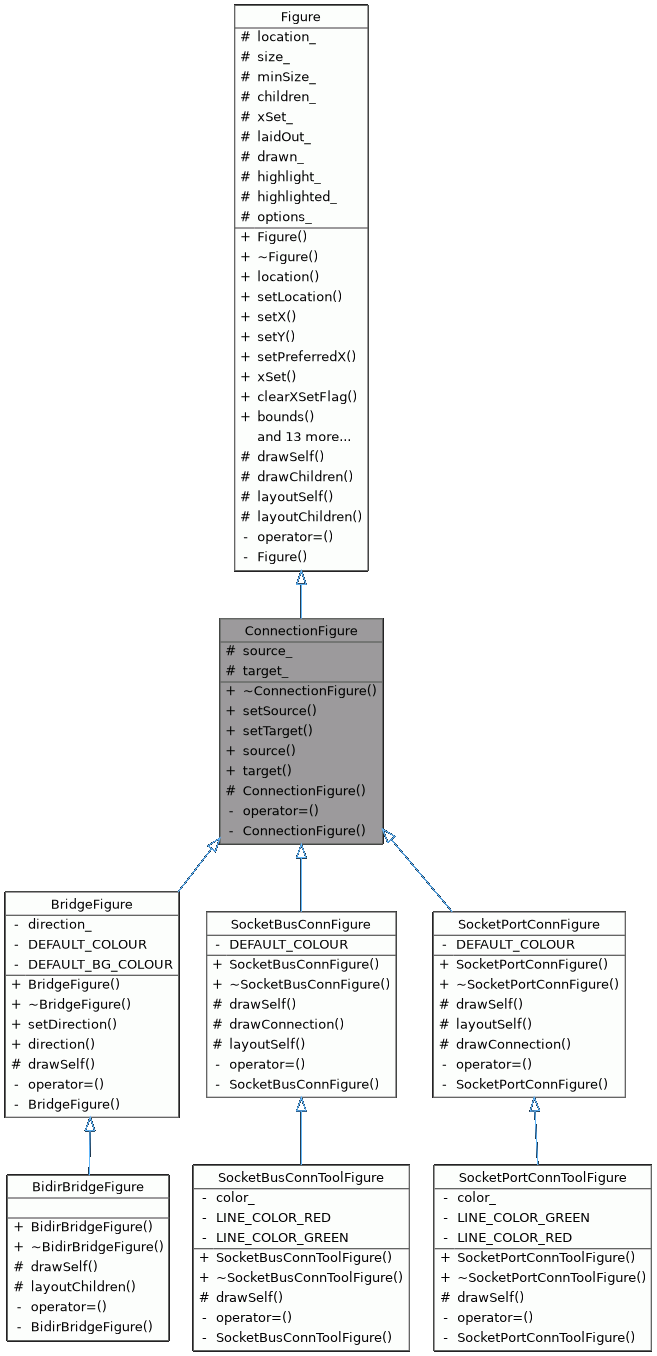 Figure
# location_
# size_
# minSize_
# children_
# xSet_
# laidOut_
# drawn_
# highlight_
# highlighted_
# options_
+ Figure()
+ ~Figure()
+ location()
+ setLocation()
+ setX()
+ setY()
+ setPreferredX()
+ xSet()
+ clearXSetFlag()
+ bounds()
and 13 more...
# drawSelf()
# drawChildren()
# layoutSelf()
# layoutChildren()
- operator=()
- Figure()
ConnectionFigure
# source_
# target_
+ ~ConnectionFigure()
+ setSource()
+ setTarget()
+ source()
+ target()
# ConnectionFigure()
- operator=()
- ConnectionFigure()
BridgeFigure
- direction_
- DEFAULT_COLOUR
- DEFAULT_BG_COLOUR
+ BridgeFigure()
+ ~BridgeFigure()
+ setDirection()
+ direction()
# drawSelf()
- operator=()
- BridgeFigure()
SocketBusConnFigure
- DEFAULT_COLOUR
+ SocketBusConnFigure()
+ ~SocketBusConnFigure()
# drawSelf()
# drawConnection()
# layoutSelf()
- operator=()
- SocketBusConnFigure()
SocketPortConnFigure
- DEFAULT_COLOUR
+ SocketPortConnFigure()
+ ~SocketPortConnFigure()
# drawSelf()
# layoutSelf()
# drawConnection()
- operator=()
- SocketPortConnFigure()
BidirBridgeFigure
+ BidirBridgeFigure()
+ ~BidirBridgeFigure()
# drawSelf()
# layoutChildren()
- operator=()
- BidirBridgeFigure()
SocketBusConnToolFigure
- color_
- LINE_COLOR_RED
- LINE_COLOR_GREEN
+ SocketBusConnToolFigure()
+ ~SocketBusConnToolFigure()
# drawSelf()
- operator=()
- SocketBusConnToolFigure()
SocketPortConnToolFigure
- color_
- LINE_COLOR_GREEN
- LINE_COLOR_RED
+ SocketPortConnToolFigure()
+ ~SocketPortConnToolFigure()
# drawSelf()
- operator=()
- SocketPortConnToolFigure()